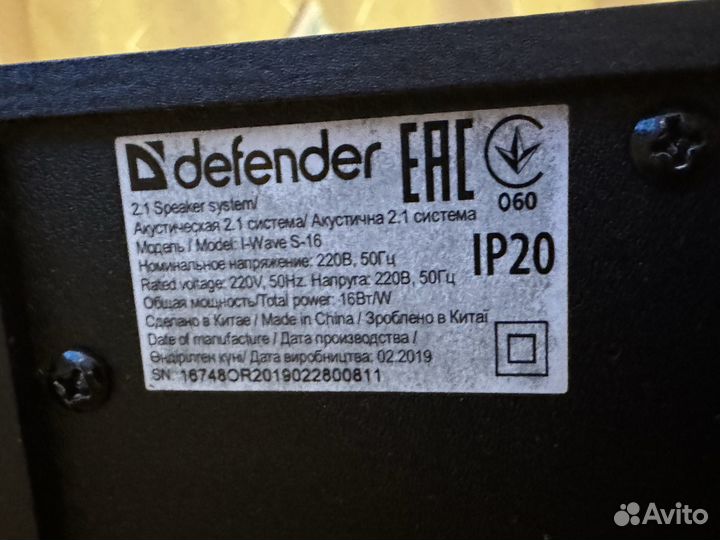 defender EAC
060
2.1 Speaker system/
Акустическая 2.1 система/ Акустична 2.1 система
Модель / Model: I-Wave S-16
Номинальное напряжение: 220В, 50Гц
IP20
Rated voltage: 220V, 50Hz. Напруга: 220В, 50Гц
Общая мощность/Total power: 16Вт/W
Сделано в Китае / Made in China / Зроблено в Китаї
Date of manufacture / Дата производства /
Өндірілген күні/ Дата виробництва: 02.2019
SN: 16748OR2019022800811
Avito